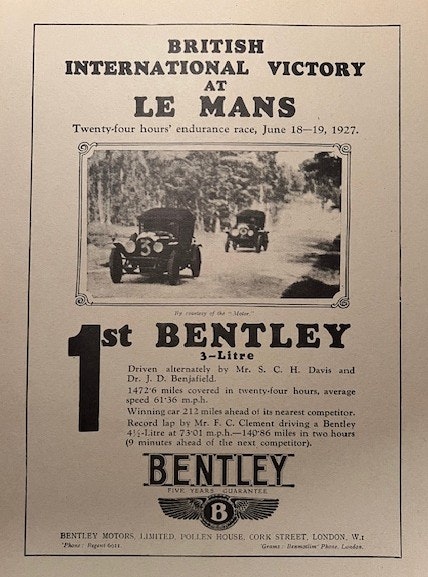 BRITISH
INTERNATIONAL VICTORY
AT
LE MANS
Twenty-four hours' endurance race, June 18—19, 1927.
3
By courtesy of the "Motor."
1st BENTLEY
3-Litre
Driven alternately by Mr. S. C. H. Davis and
Dr. J. D. Benjafield.
1472·6 miles covered in twenty-four hours, average
speed 61·36 m.p.h.
Winning car 212 miles ahead of its nearest competitor.
Record lap by Mr. F. C. Clement driving a Bentley
4½-Litre at 73·01 m.p.h.—140·86 miles in two hours
(9 minutes ahead of the next competitor).
BENTLEY
FIVE YEARS GUARANTEE
B
BENTLEY MOTORS, LIMITED, POLLEN HOUSE, CORK STREET, LONDON, W.1
'Phone: Regent 6911.
'Grams: 'Benmotlim' Phone, London.